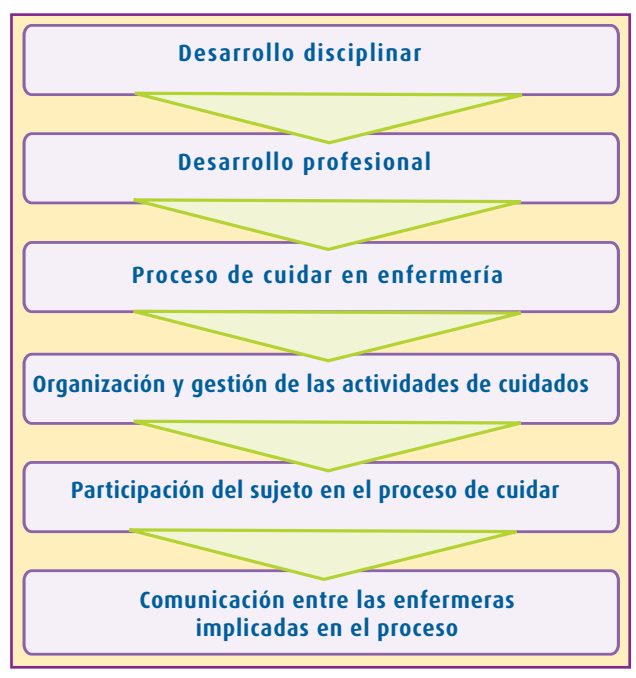 Desarrollo disciplinar
Desarrollo profesional
Proceso de cuidar en enfermería
Organización y gestión de las actividades de cuidados
Participación del sujeto en el proceso de cuidar
Comunicación entre las enfermeras
implicadas en el proceso